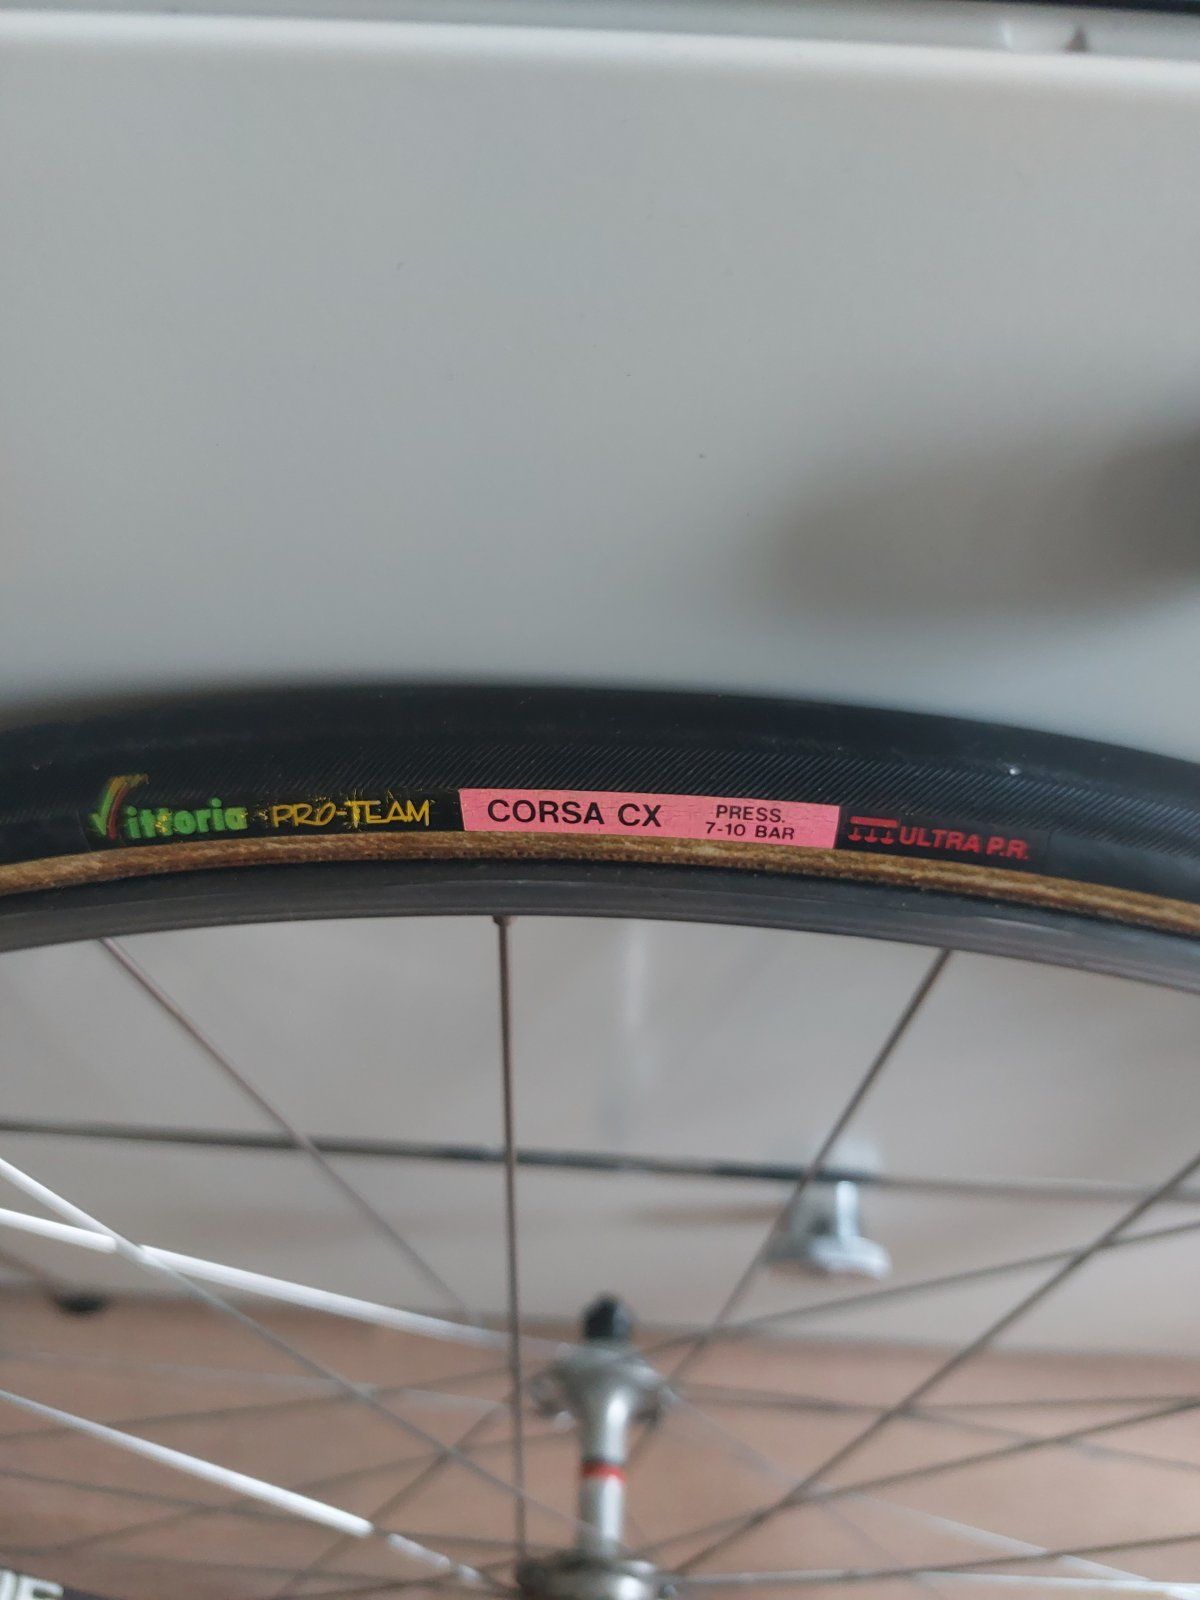 Vittoria PRO-TEAM CORSA CX PRESS. 7-10 BAR ULTRA P.R.